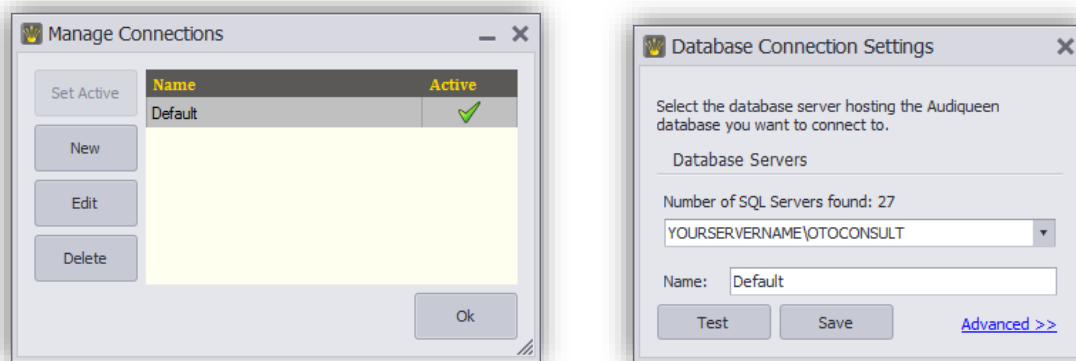 Manage Connections
Set Active
Name Active
Default
New
Edit
Delete
Ok
Database Connection Settings
Select the database server hosting the Audiqueen
database you want to connect to.
Database Servers
Number of SQL Servers found: 27
YOURSERVERNAME\OTOCONSULT
Name: Default
Test Save Advanced >>